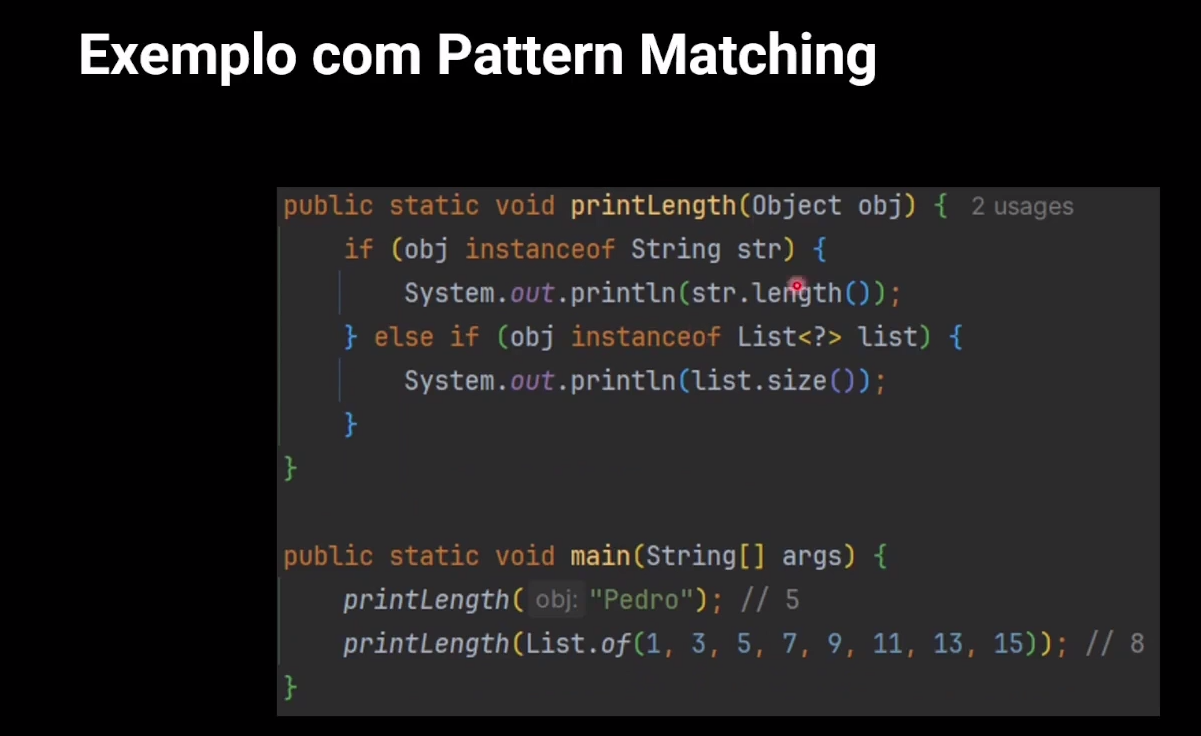 Exemplo com Pattern Matching
public static void printLength(Object obj) { 2 usages
if (obj instanceof String str) {
System.out.println(str.length());
} else if (obj instanceof List<?> list) {
System.out.println(list.size());
}
}
public static void main(String[] args) {
printLength( obj: "Pedro"); // 5
printLength(List.of(1, 3, 5, 7, 9, 11, 13, 15)); // 8
}